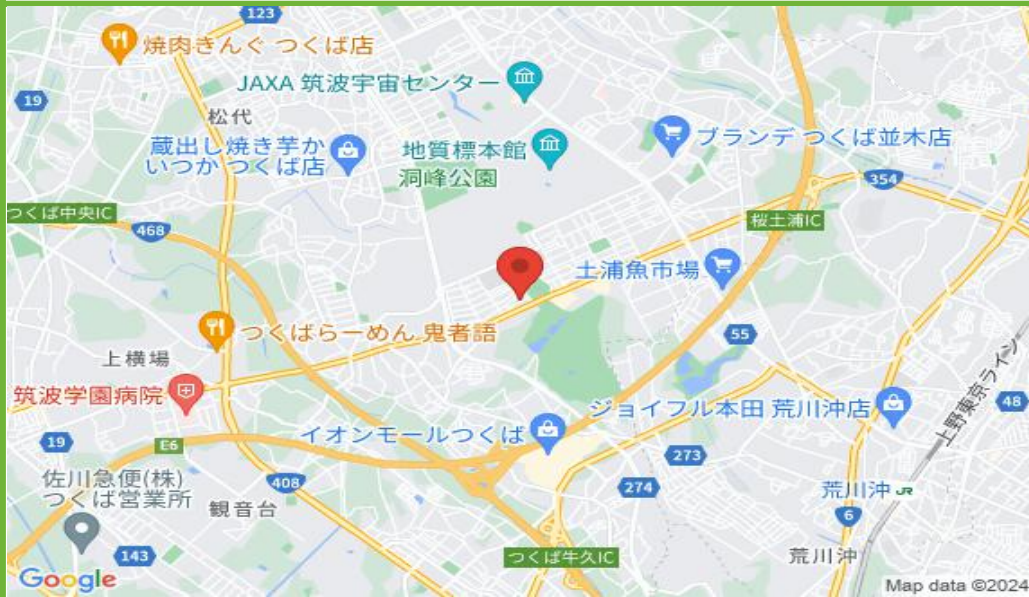 123
焼肉きんぐ つくば店
JAXA 筑波宇宙センター
19
松代
蔵出し焼き芋か
いつか つくば店
地質標本館
洞峰公園
ブランデ つくば並木店
354
つくば中央IC
468
桜土浦IC
土浦魚市場
つくばらーめん 鬼者語
55
上横場
筑波学園病院
ジョイフル本田 荒川沖店
上野東京ライン
48
イオンモールつくば
19
E6
273
佐川急便(株)
つくば営業所
408
観音台
274
荒川沖 JR
6
143
つくば牛久IC
荒川沖
Google
Map data ©2024